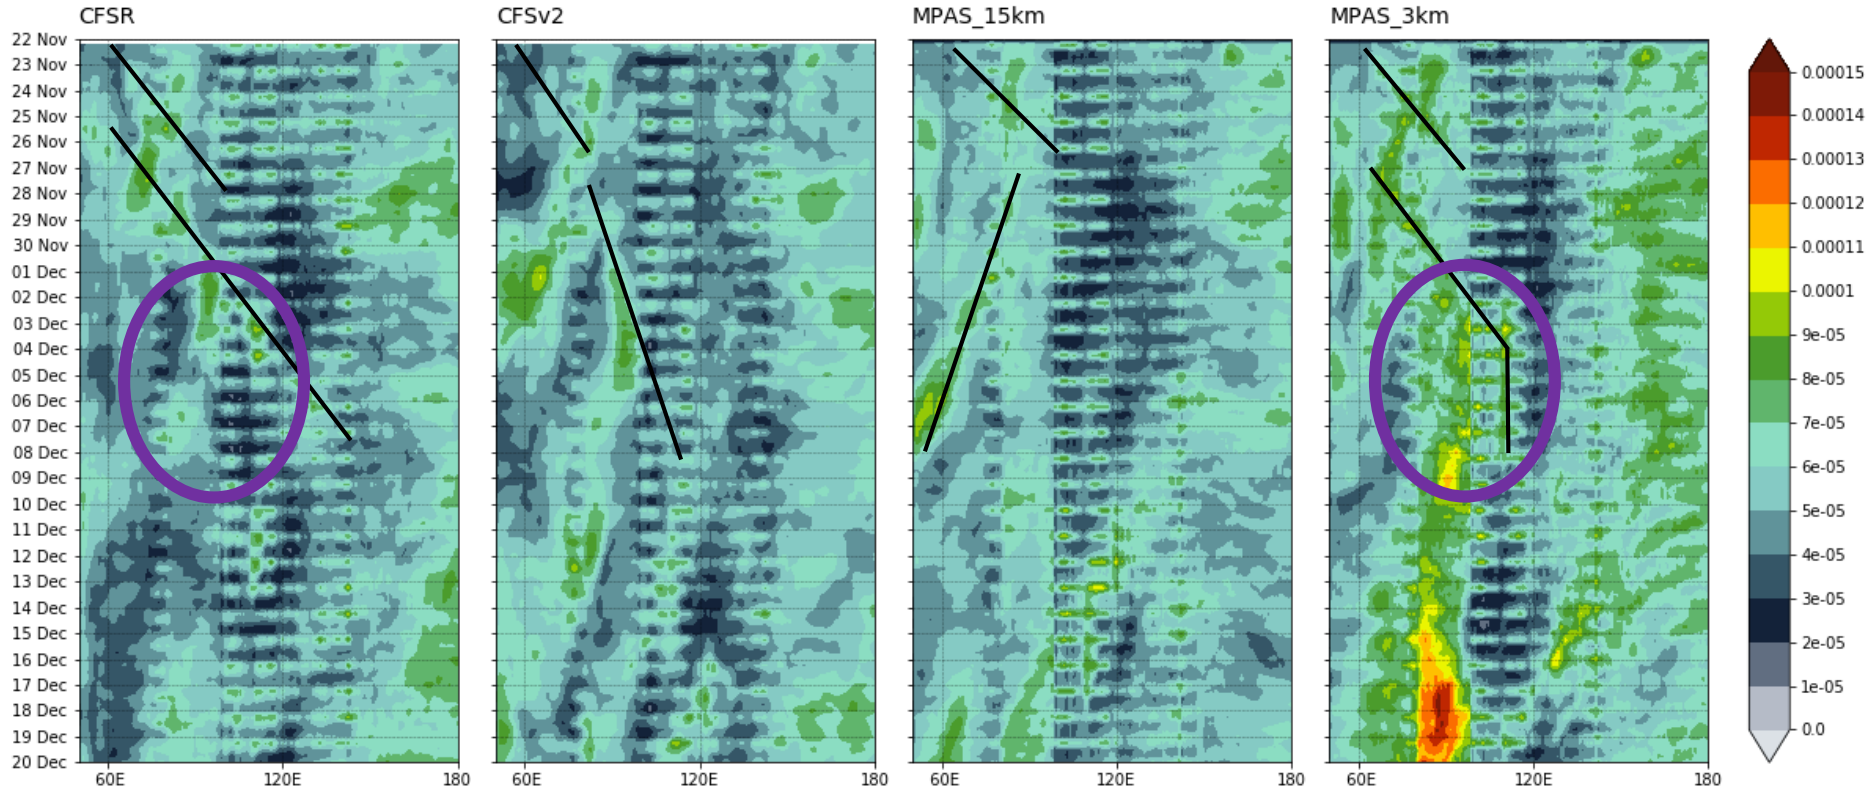 CFSR
CFSv2
MPAS_15km
MPAS_3km
22 Nov
23 Nov
24 Nov
25 Nov
26 Nov
27 Nov
28 Nov
29 Nov
30 Nov
01 Dec
02 Dec
03 Dec
04 Dec
05 Dec
06 Dec
07 Dec
08 Dec
09 Dec
10 Dec
11 Dec
12 Dec
13 Dec
14 Dec
15 Dec
16 Dec
17 Dec
18 Dec
19 Dec
20 Dec
60E 120E 180
60E 120E 180
60E 120E 180
60E 120E 180
0.00015
0.00014
0.00013
0.00012
0.00011
0.0001
9e-05
8e-05
7e-05
6e-05
5e-05
4e-05
3e-05
2e-05
1e-05
0.0